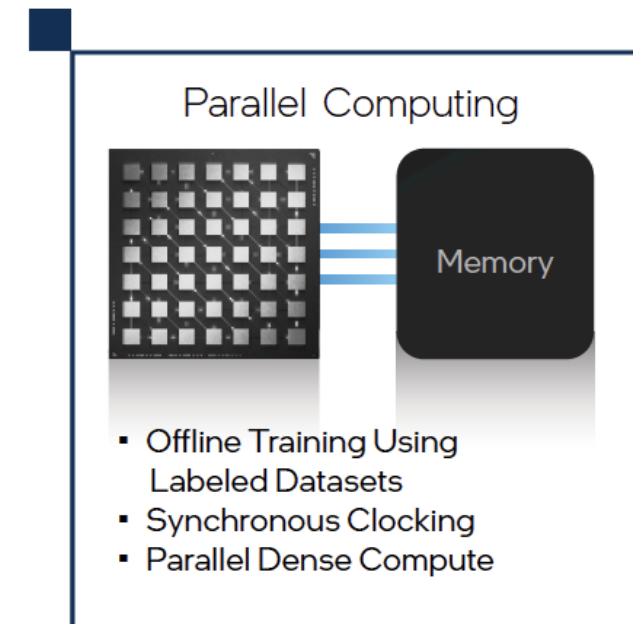 Parallel Computing
Memory
▪ Offline Training Using
Labeled Datasets
▪ Synchronous Clocking
▪ Parallel Dense Compute